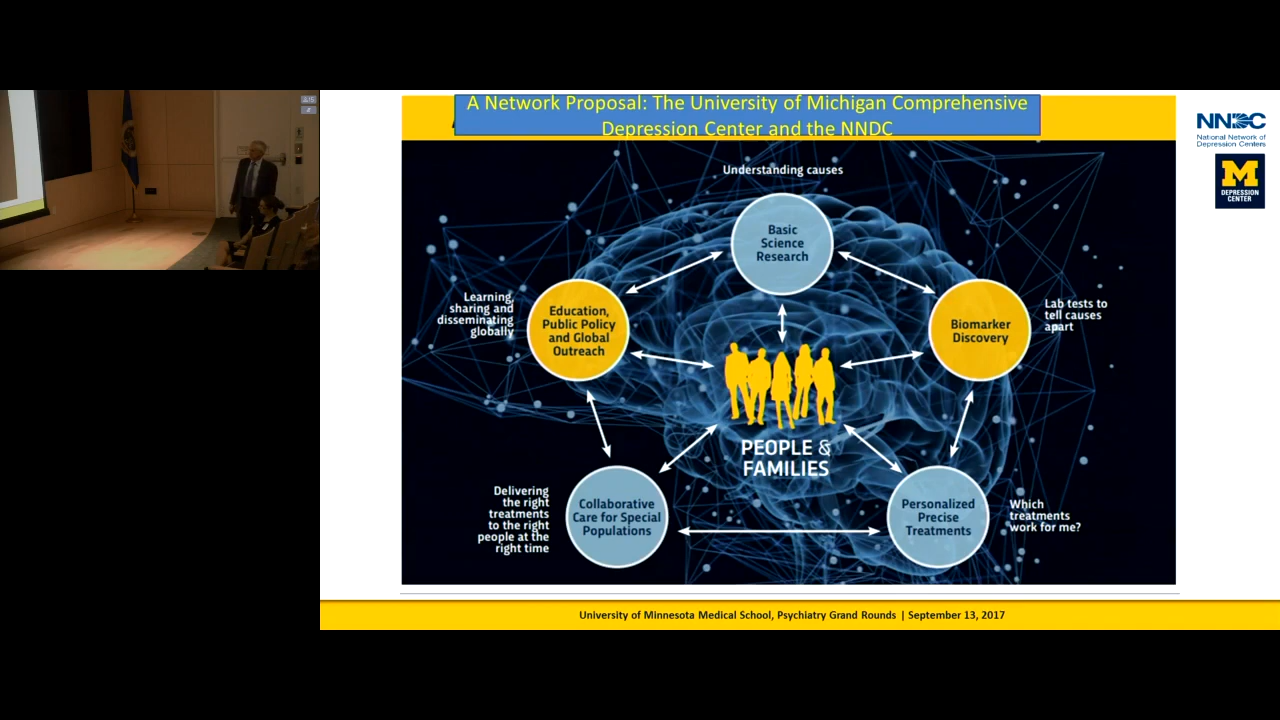 A Network Proposal: The University of Michigan Comprehensive
Depression Center and the NNDC
NNDC
National Network of
Depression Centers
M
DEPRESSION
CENTER
Understanding causes
Basic
Science
Research
Learning,
sharing and
disseminating
globally
Education,
Public Policy
and Global
Outreach
Biomarker
Discovery
Lab tests to
tell causes
apart
PEOPLE &
FAMILIES
Delivering
the right
treatments
to the right
people at the
right time
Collaborative
Care for Special
Populations
Personalized
Precise
Treatments
Which
treatments
work for me?
University of Minnesota Medical School, Psychiatry Grand Rounds | September 13, 2017